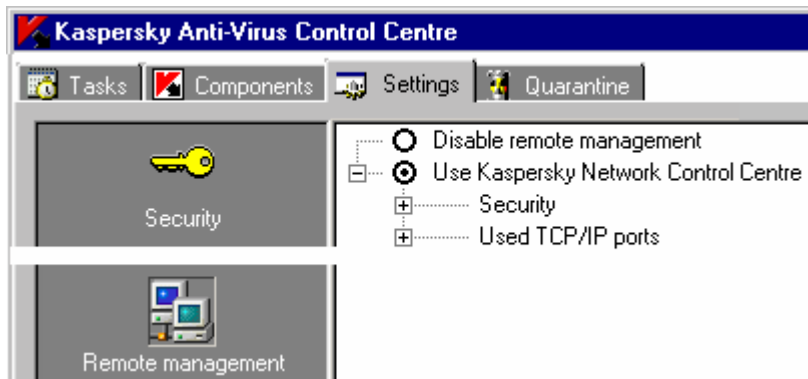 Kaspersky Anti-Virus Control Centre
Tasks Components Settings Quarantine
Security
Remote management
Disable remote management
Use Kaspersky Network Control Centre
Security
Used TCP/IP ports